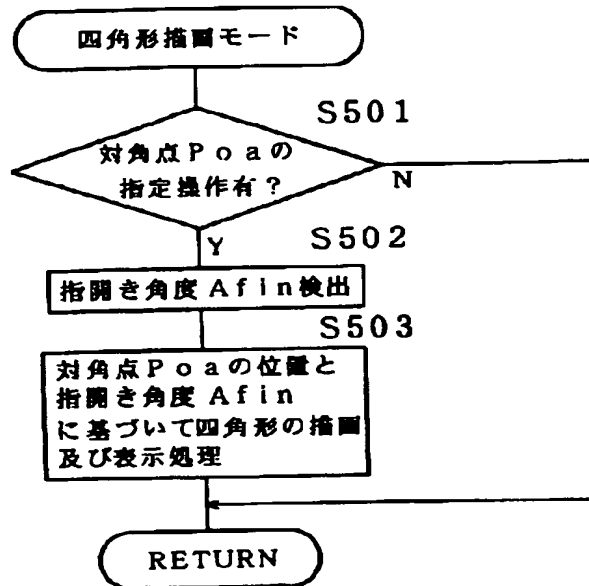 四角形描画モード
S501
対角点Poaの
指定操作有?
N
Y
S502
指開き角度Afin検出
S503
対角点Poaの位置と
指開き角度Afin
に基づいて四角形の描画
及び表示処理
RETURN